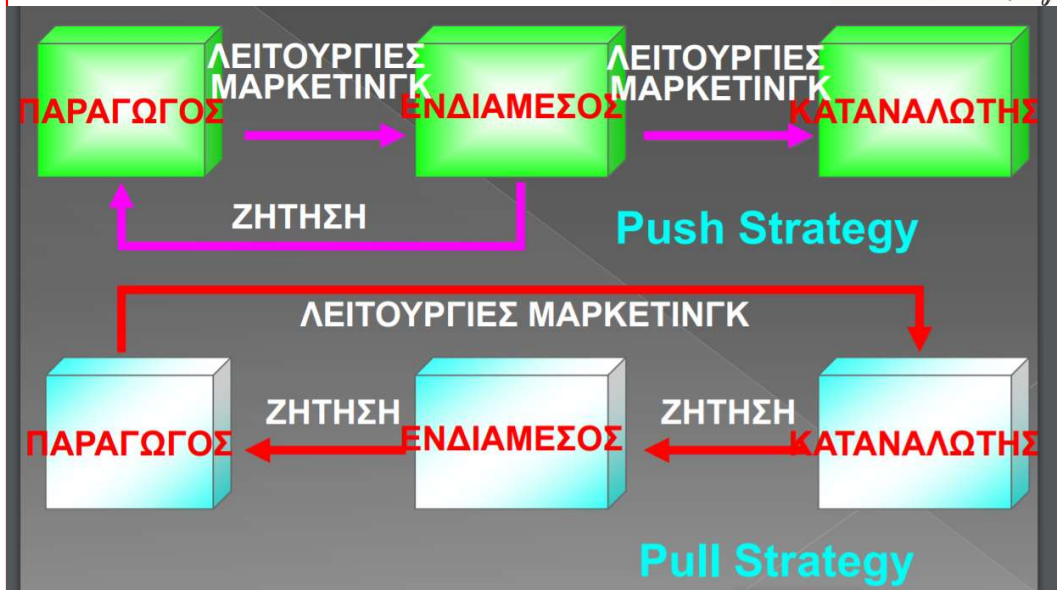 ΛΕΙΤΟΥΡΓΙΕΣ
ΜΑΡΚΕΤΙΝΓΚ
ΛΕΙΤΟΥΡΓΙΕΣ
ΜΑΡΚΕΤΙΝΓΚ
ΠΑΡΑΓΩΓΟΣ
ΕΝΔΙΑΜΕΣΟΣ
ΚΑΤΑΝΑΛΩΤΗΣ
ΖΗΤΗΣΗ
Push Strategy
ΛΕΙΤΟΥΡΓΙΕΣ ΜΑΡΚΕΤΙΝΓΚ
ΖΗΤΗΣΗ
ΖΗΤΗΣΗ
ΠΑΡΑΓΩΓΟΣ
ΕΝΔΙΑΜΕΣΟΣ
ΚΑΤΑΝΑΛΩΤΗΣ
Pull Strategy